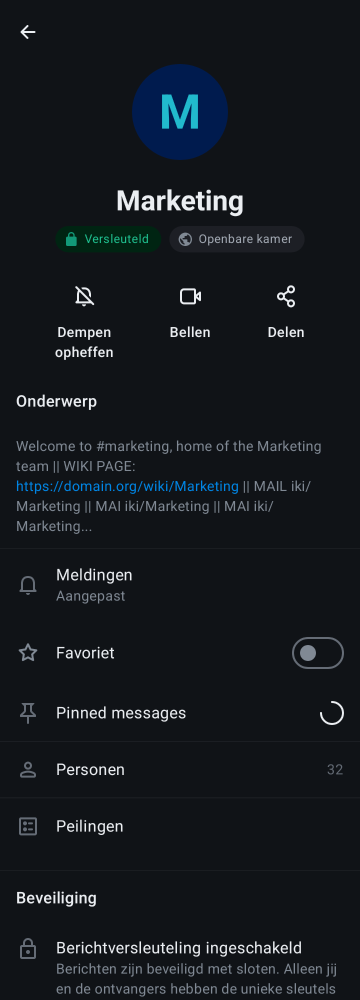 M
Marketing
Versleuteld
Openbare kamer
Dempen
opheffen
Bellen
Delen
Onderwerp
Welcome to #marketing, home of the Marketing
team || WIKI PAGE:
https://domain.org/wiki/Marketing || MAIL iki/
Marketing || MAI iki/Marketing || MAI iki/
Marketing...
Meldingen
Aangepast
Favoriet
Pinned messages
Personen 32
Peilingen
Beveiliging
Berichtversleuteling ingeschakeld
Berichten zijn beveiligd met sloten. Alleen jij
en de ontvangers hebben de unieke sleutels